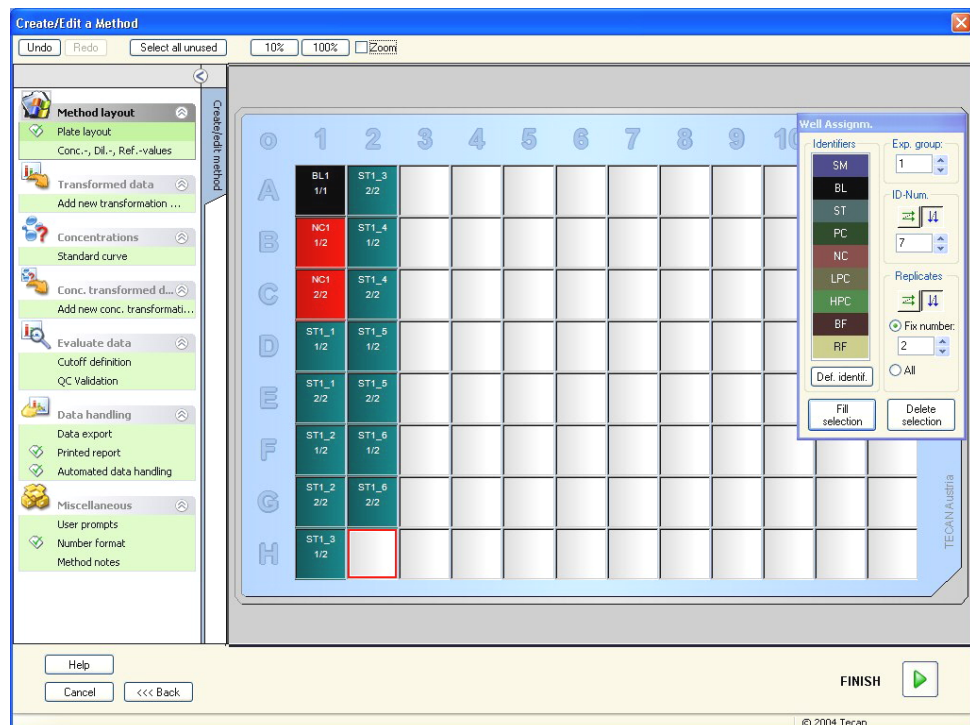 Create/Edit a Method
Undo Redo Select all unused 10% 100% Zoom
Create/edit method
Method layout
Plate layout
Conc.-, Dil.-, Ref.-values
Transformed data
Add new transformation ...
Concentrations
Standard curve
Conc. transformed d...
Add new conc. transformati...
Evaluate data
Cutoff definition
QC Validation
Data handling
Data export
Printed report
Automated data handling
Miscellaneous
User prompts
Number format
Method notes
o 1 2 3 4 5 6 7 8 9 10
A
BL1 ST1_3
1/1 2/2
B
NC1 ST1_4
1/2 1/2
C
NC1 ST1_4
2/2 2/2
D
ST1_1 ST1_5
1/2 1/2
E
ST1_1 ST1_5
2/2 2/2
F
ST1_2 ST1_6
1/2 1/2
G
ST1_2 ST1_6
2/2 2/2
H
ST1_3
1/2
Well Assignm.
Identifiers
SM
BL
ST
PC
NC
LPC
HPC
BF
RF
Def. identif.
Exp. group:
1
ID-Num.
7
Replicates
Fix number:
2
All
Fill selection
Delete selection
TECAN Austria
Help
Cancel <<< Back
FINISH
© 2004 Tecan